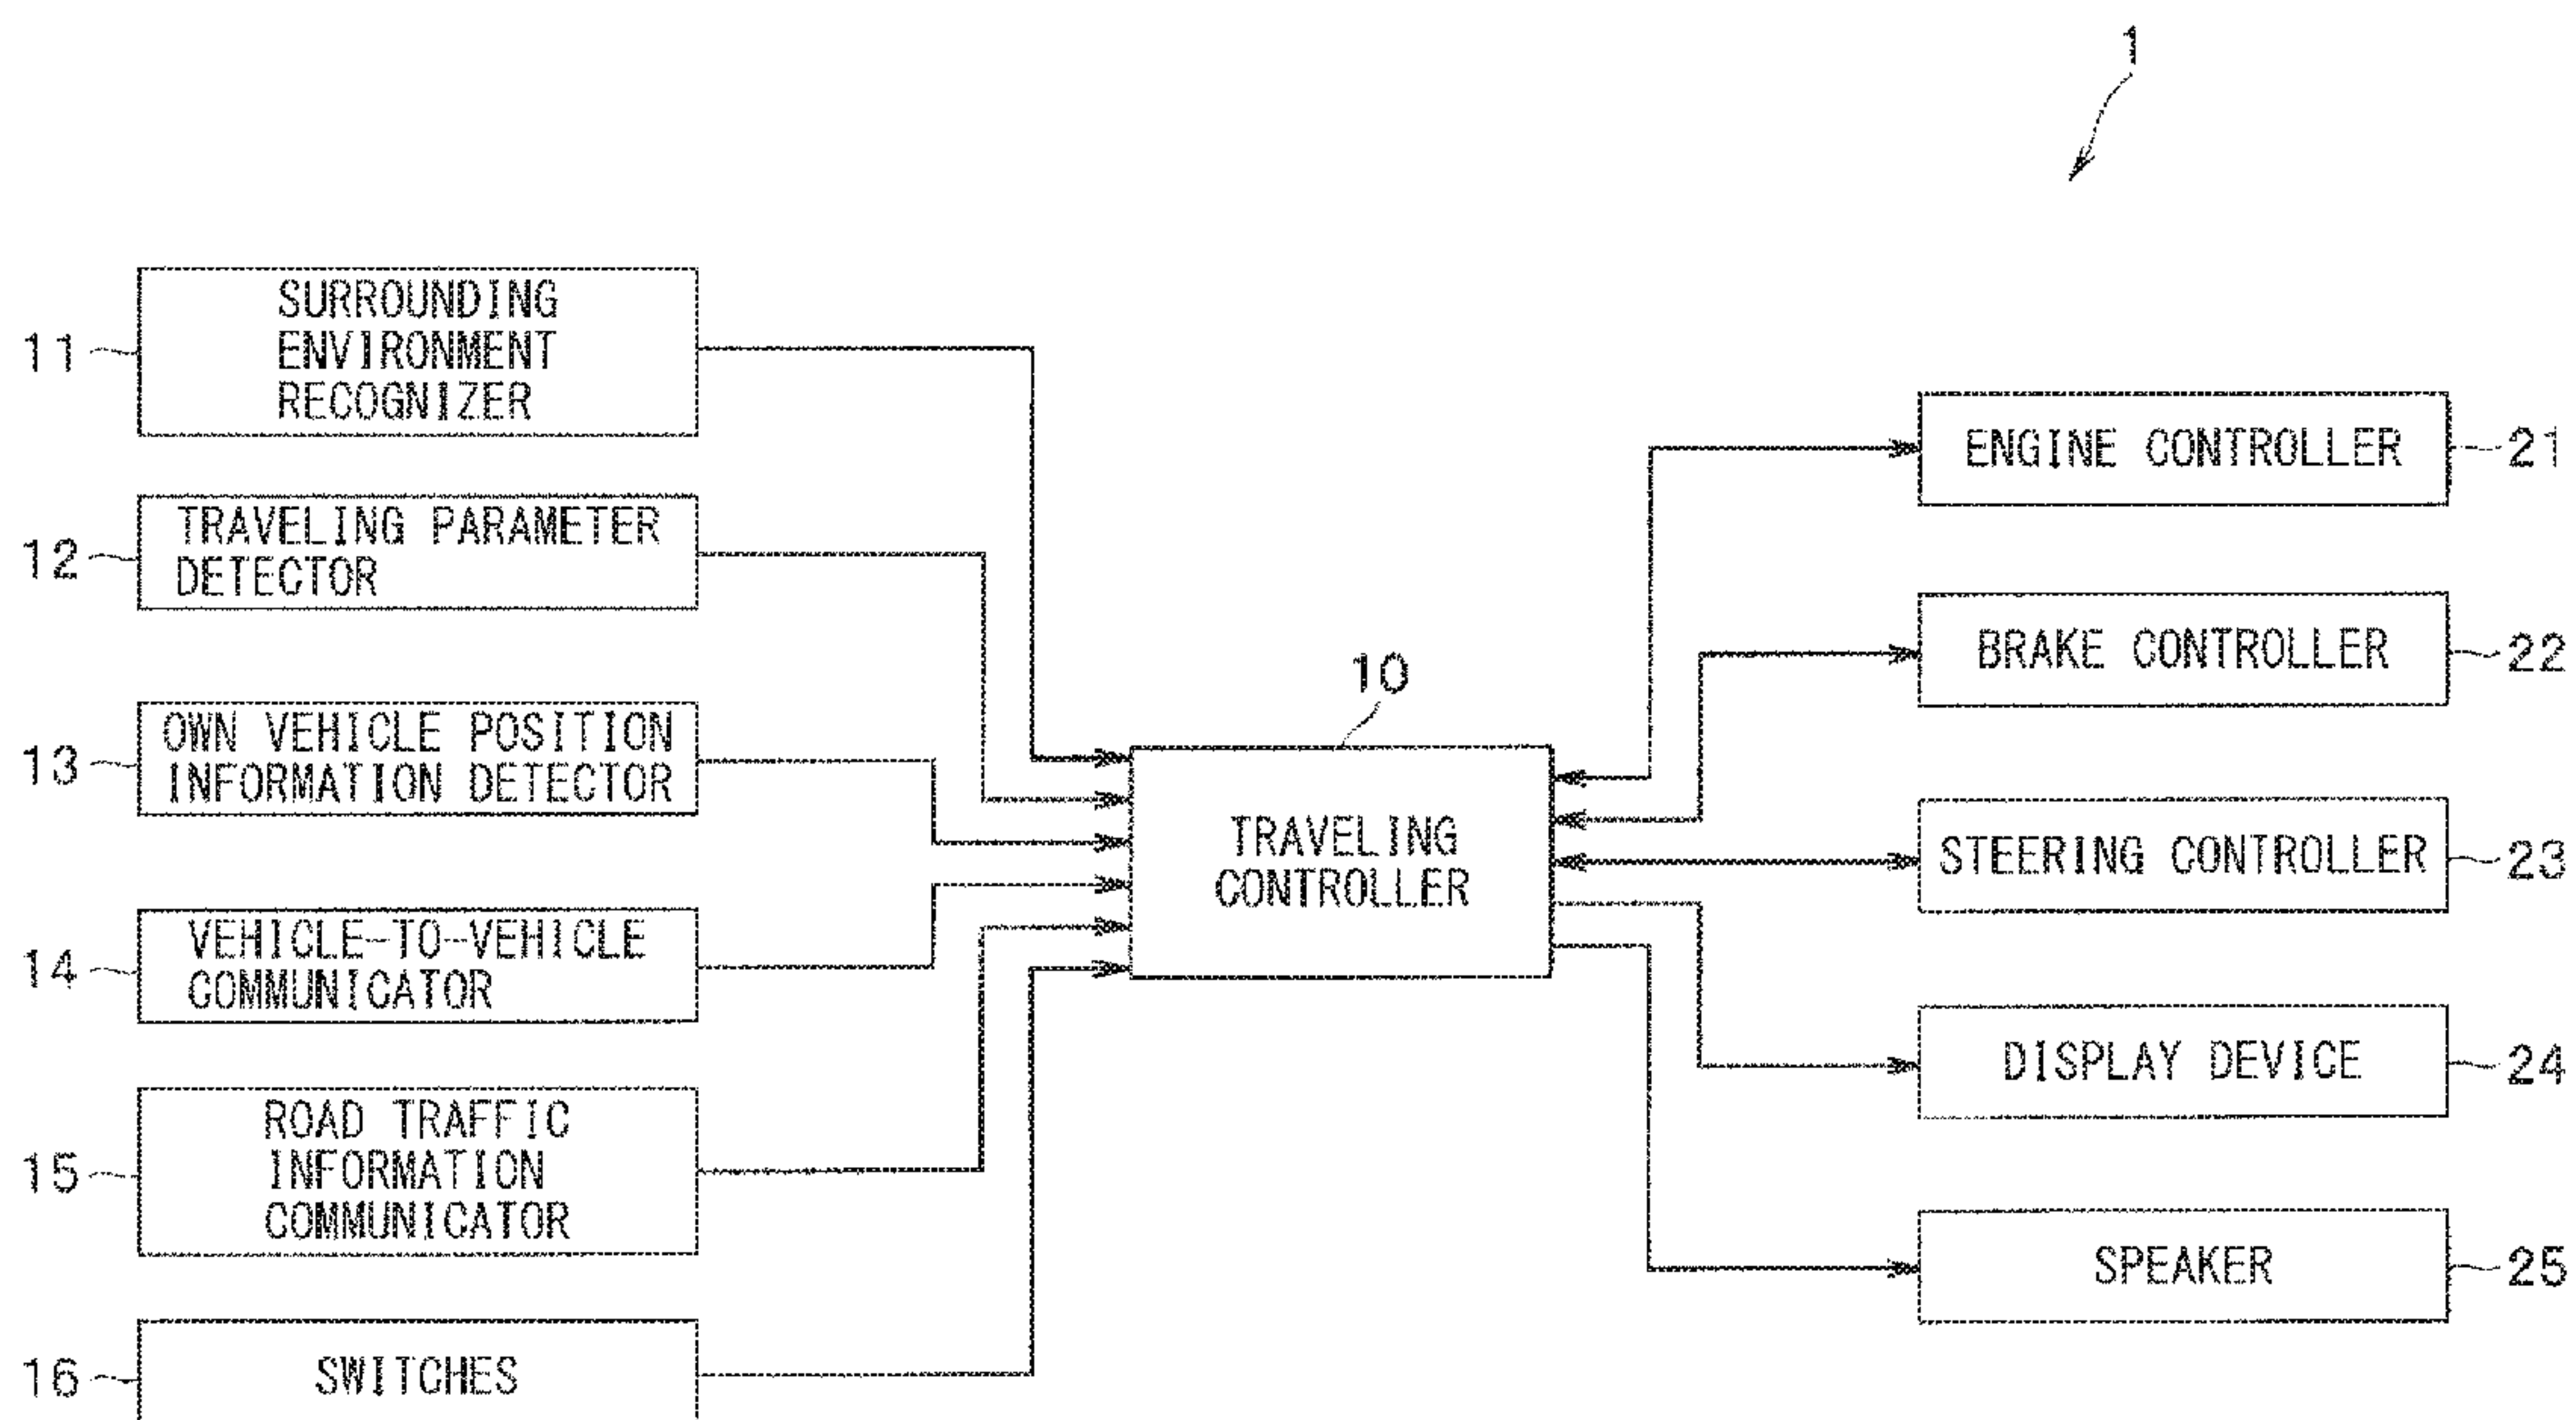 1
11
SURROUNDING
ENVIRONMENT
RECOGNIZER
12
TRAVELING PARAMETER
DETECTOR
13
OWN VEHICLE POSITION
INFORMATION DETECTOR
14
VEHICLE-TO-VEHICLE
COMMUNICATOR
15
ROAD TRAFFIC
INFORMATION
COMMUNICATOR
16
SWITCHES
10
TRAVELING
CONTROLLER
ENGINE CONTROLLER
21
BRAKE CONTROLLER
22
STEERING CONTROLLER
23
DISPLAY DEVICE
24
SPEAKER
25